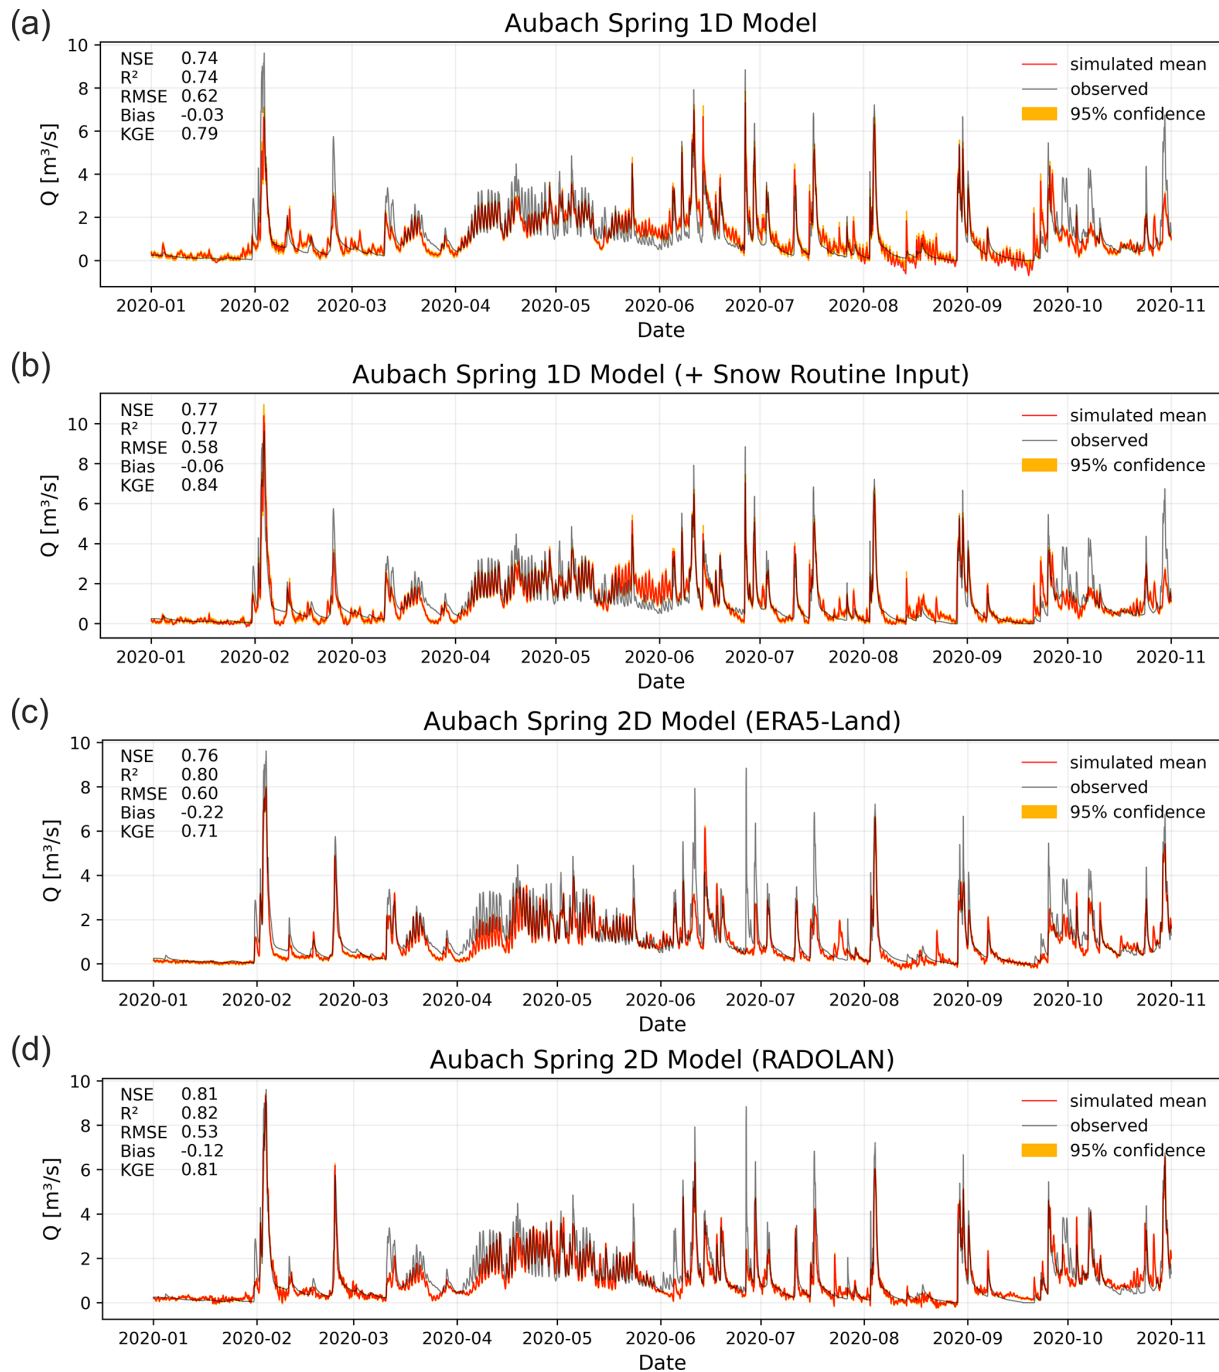 (a)
Aubach Spring 1D Model
NSE 0.74
R² 0.74
RMSE 0.62
Bias -0.03
KGE 0.79
simulated mean
observed
95% confidence
Q [m³/s]
10
8
6
4
2
0
2020-01 2020-02 2020-03 2020-04 2020-05 2020-06 2020-07 2020-08 2020-09 2020-10 2020-11
Date
(b)
Aubach Spring 1D Model (+ Snow Routine Input)
NSE 0.77
R² 0.77
RMSE 0.58
Bias -0.06
KGE 0.84
simulated mean
observed
95% confidence
Q [m³/s]
10
8
6
4
2
0
2020-01 2020-02 2020-03 2020-04 2020-05 2020-06 2020-07 2020-08 2020-09 2020-10 2020-11
Date
(c)
Aubach Spring 2D Model (ERA5-Land)
NSE 0.76
R² 0.80
RMSE 0.60
Bias -0.22
KGE 0.71
simulated mean
observed
95% confidence
Q [m³/s]
10
8
6
4
2
0
2020-01 2020-02 2020-03 2020-04 2020-05 2020-06 2020-07 2020-08 2020-09 2020-10 2020-11
Date
(d)
Aubach Spring 2D Model (RADOLAN)
NSE 0.81
R² 0.82
RMSE 0.53
Bias -0.12
KGE 0.81
simulated mean
observed
95% confidence
Q [m³/s]
10
8
6
4
2
0
2020-01 2020-02 2020-03 2020-04 2020-05 2020-06 2020-07 2020-08 2020-09 2020-10 2020-11
Date